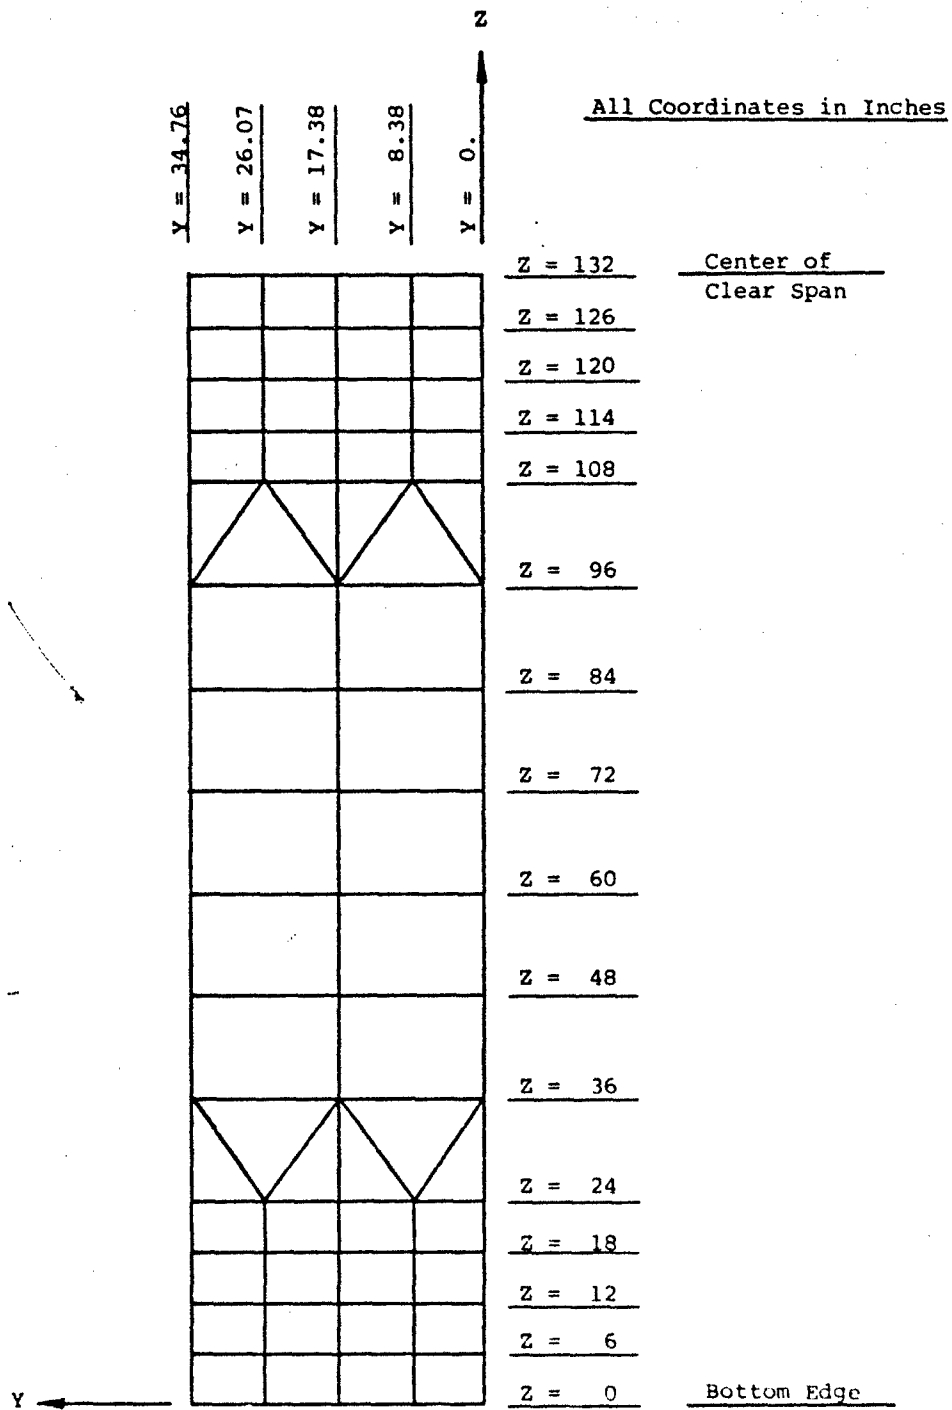 Z
All Coordinates in Inches
Y = 34.76
Y = 26.07
Y = 17.38
Y = 8.38
Y = 0.
Z = 132
Center of
Clear Span
Z = 126
Z = 120
Z = 114
Z = 108
Z = 96
Z = 84
Z = 72
Z = 60
Z = 48
Z = 36
Z = 24
Z = 18
Z = 12
Z = 6
Z = 0
Bottom Edge
Y